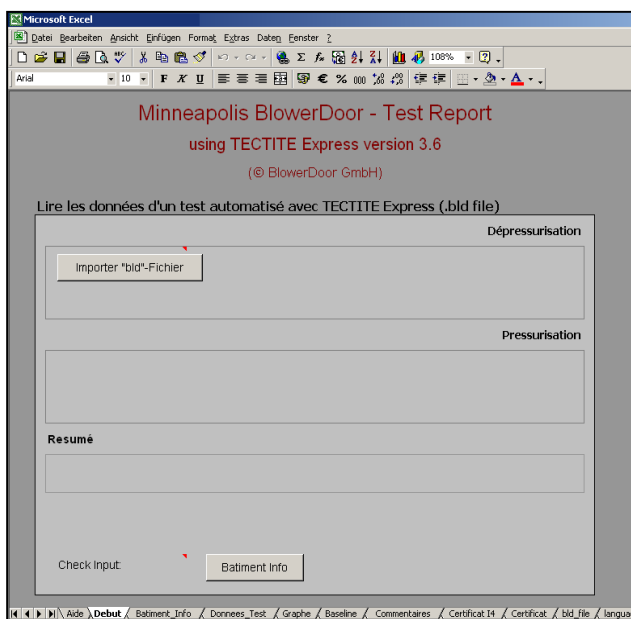 Microsoft Excel
Datei Bearbeiten Ansicht Einfügen Format Extras Daten Fenster ?
108%
Arial 10 F K U € % 000
Minneapolis BlowerDoor - Test Report
using TECTITE Express version 3.6
(© BlowerDoor GmbH)
Lire les données d'un test automatisé avec TECTITE Express (.bld file)
Dépressurisation
Importer "bld"-Fichier
Pressurisation
Resumé
Check Input:
Batiment Info
Aide Debut Batiment_Info Donnees_Test Graphe Baseline Commentaires Certificat I4 Certificat bld_file langua